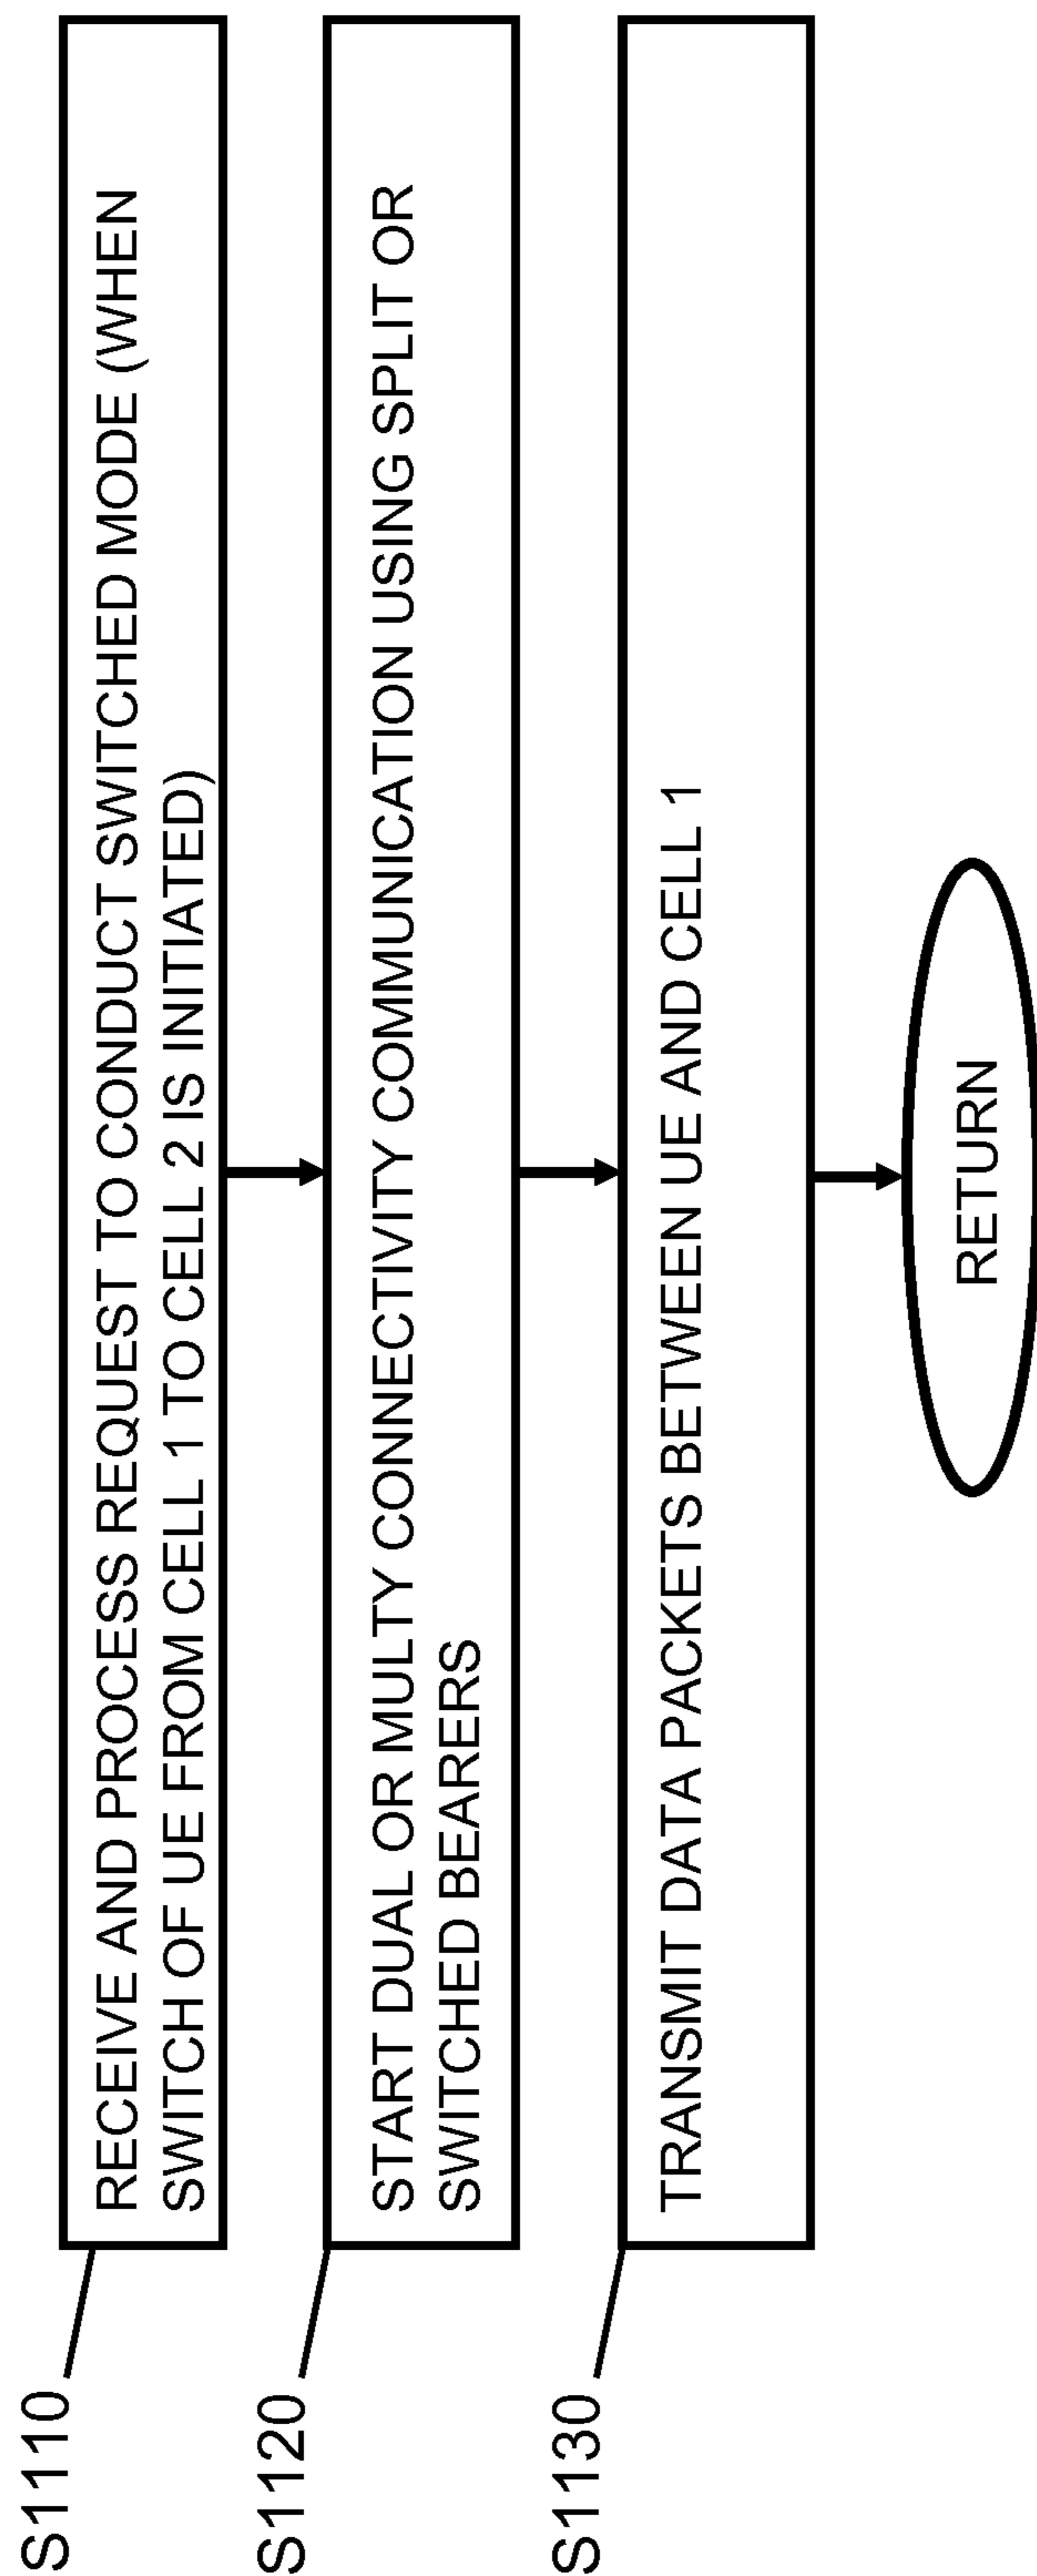 S1110
RECEIVE AND PROCESS REQUEST TO CONDUCT SWITCHED MODE (WHEN
SWITCH OF UE FROM CELL 1 TO CELL 2 IS INITIATED)
S1120
START DUAL OR MULTY CONNECTIVITY COMMUNICATION USING SPLIT OR
SWITCHED BEARERS
S1130
TRANSMIT DATA PACKETS BETWEEN UE AND CELL 1
RETURN